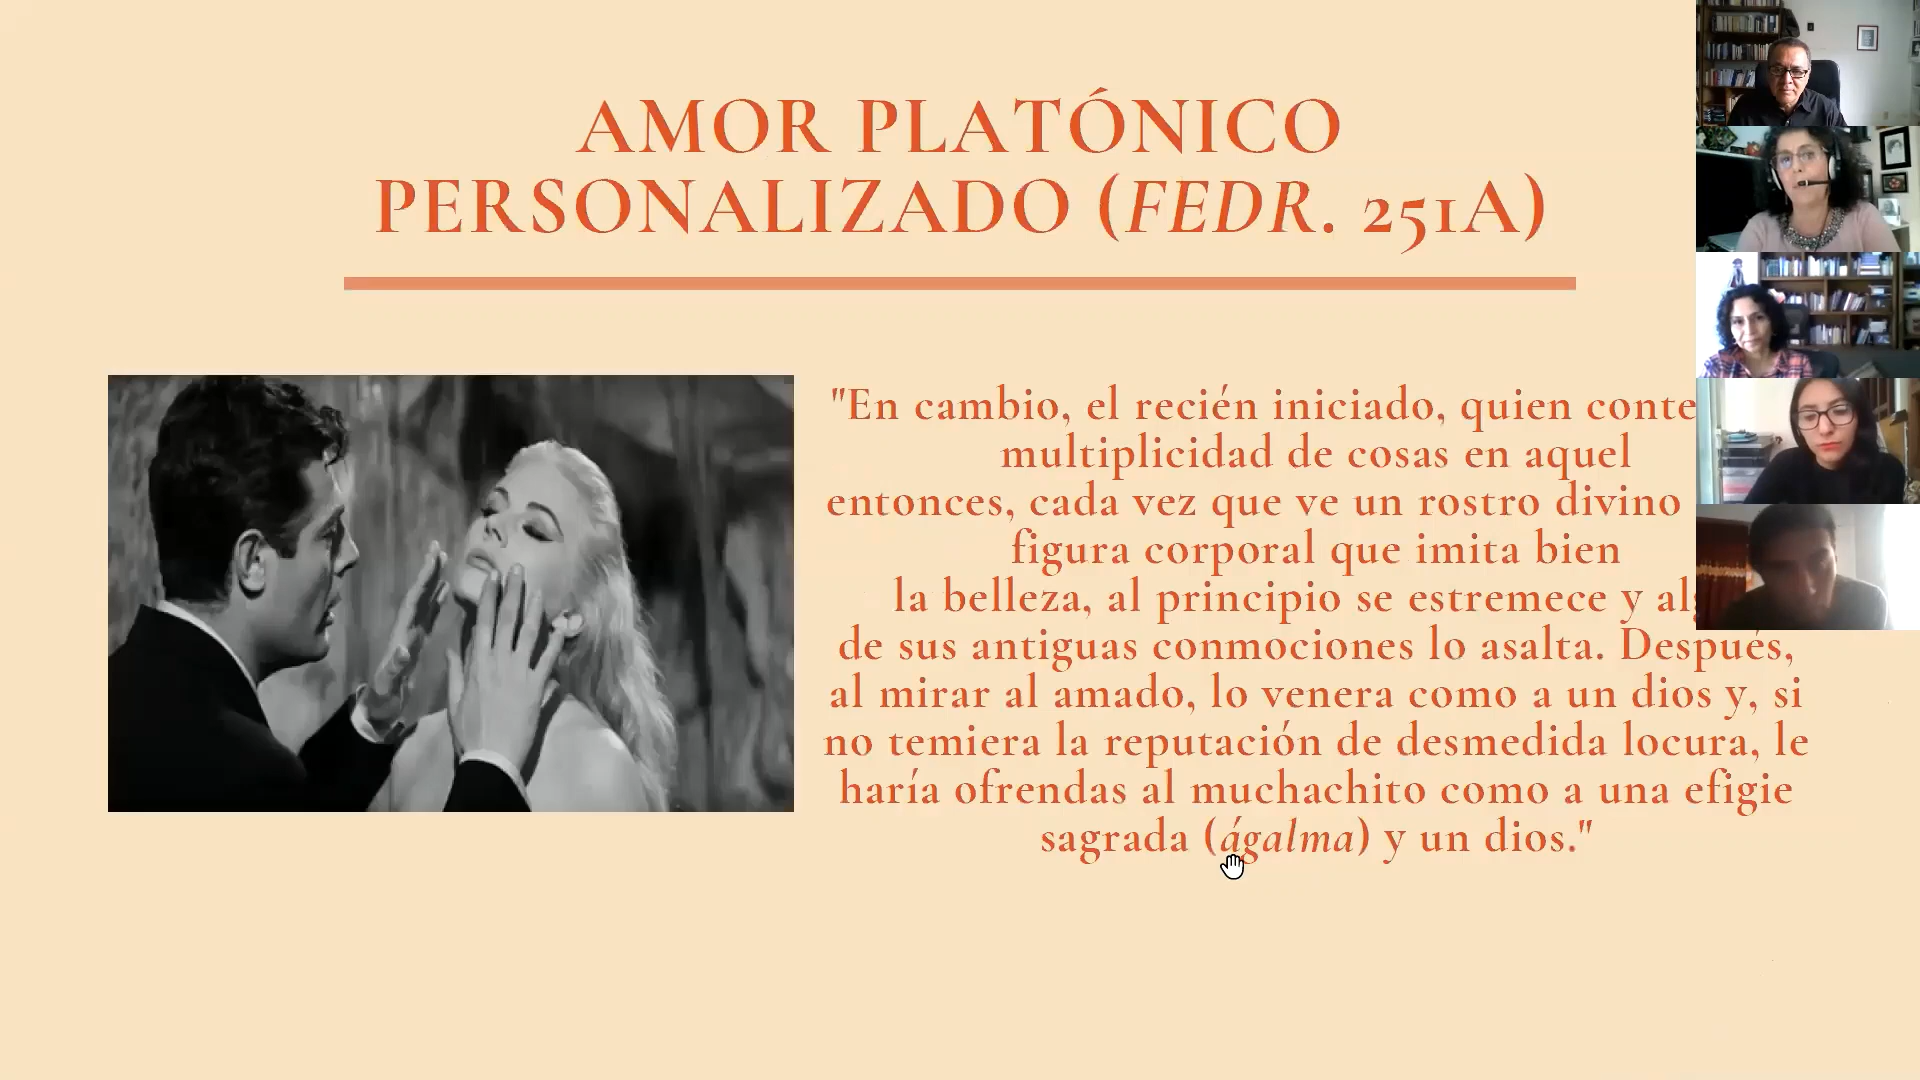 AMOR PLATÓNICO
PERSONALIZADO (FEDR. 251A)
"En cambio, el recién iniciado, quien
multiplicidad de cosas en aquel
entonces, cada vez que ve un rostro divino
figura corporal que imita bien
la belleza, al principio se estremece y
de sus antiguas conmociones lo asalta. Después,
al mirar al amado, lo venera como a un dios y, si
no temiera la reputación de desmedida locura, le
haría ofrendas al muchachito como a una efigie
sagrada (ágalma) y un dios."